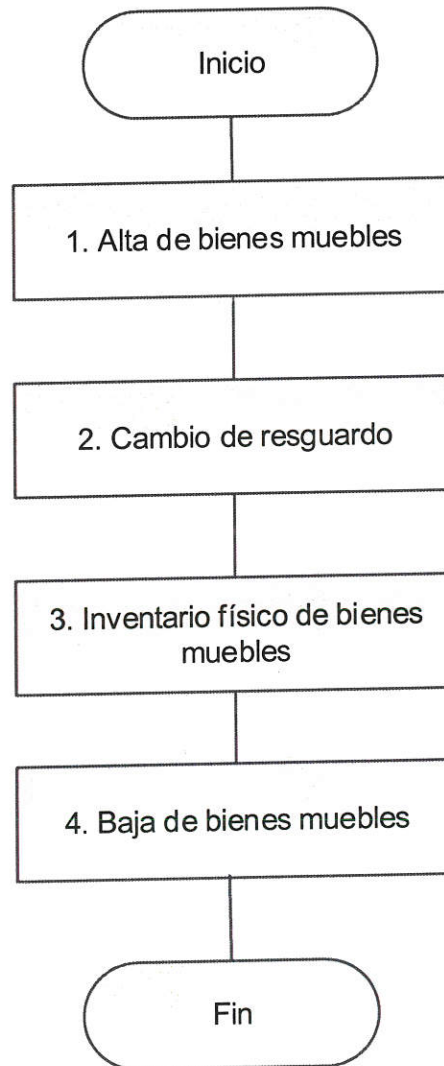 Inicio
1. Alta de bienes muebles
2. Cambio de resguardo
3. Inventario físico de bienes
muebles
4. Baja de bienes muebles
Fin